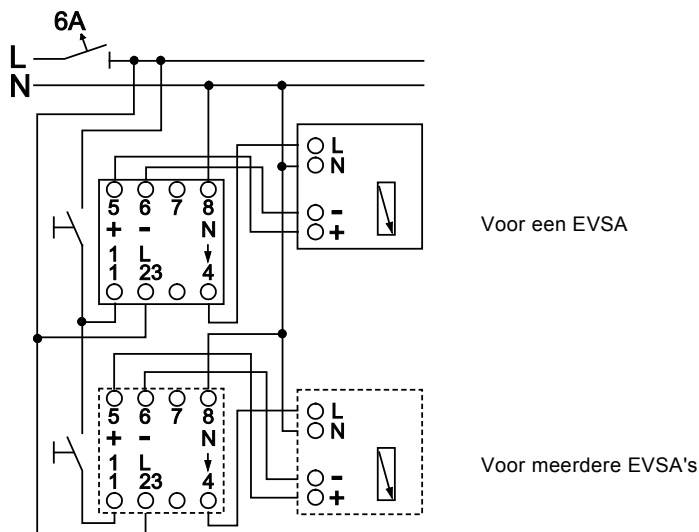 6A
L
N
L
N
5 6 7 8
+ - N
-
+
1 L
1 23 4
Voor een EVSA
5 6 7 8
+ - N
L
N
1 L
1 23 4
-
+
Voor meerdere EVSA's